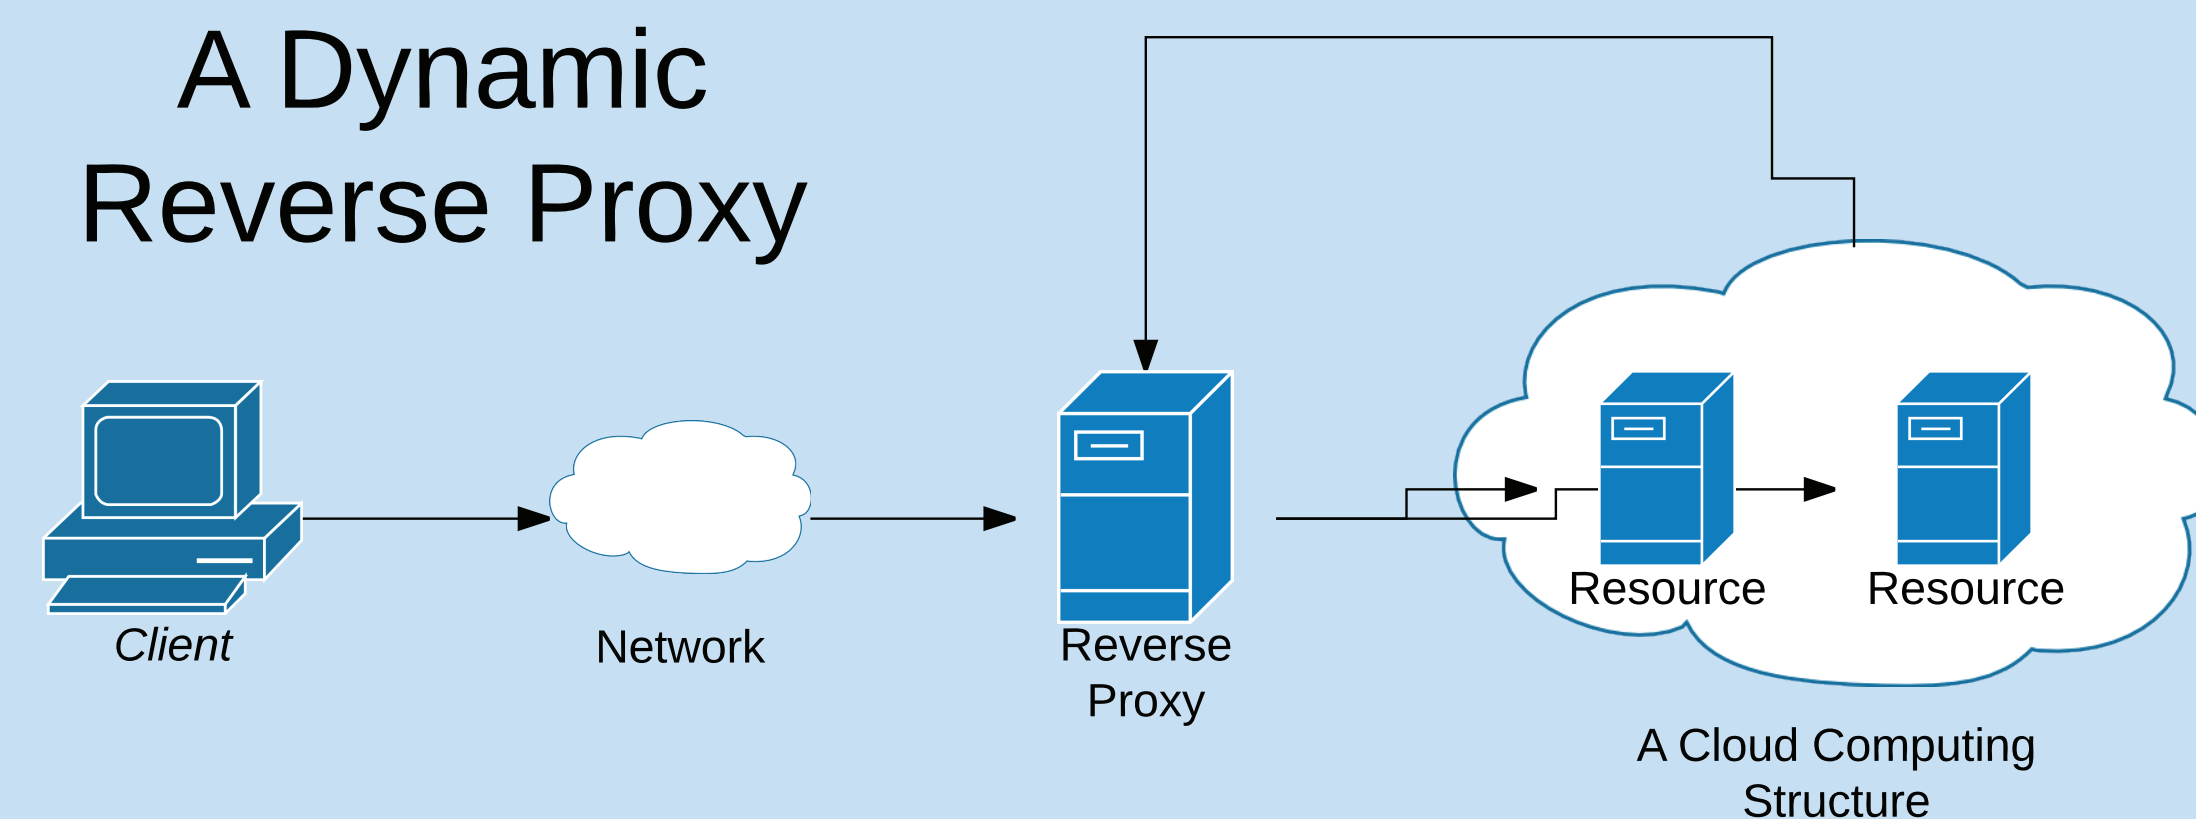 A Dynamic
Reverse Proxy
Client
Network
Reverse
Proxy
Resource
Resource
A Cloud Computing
Structure